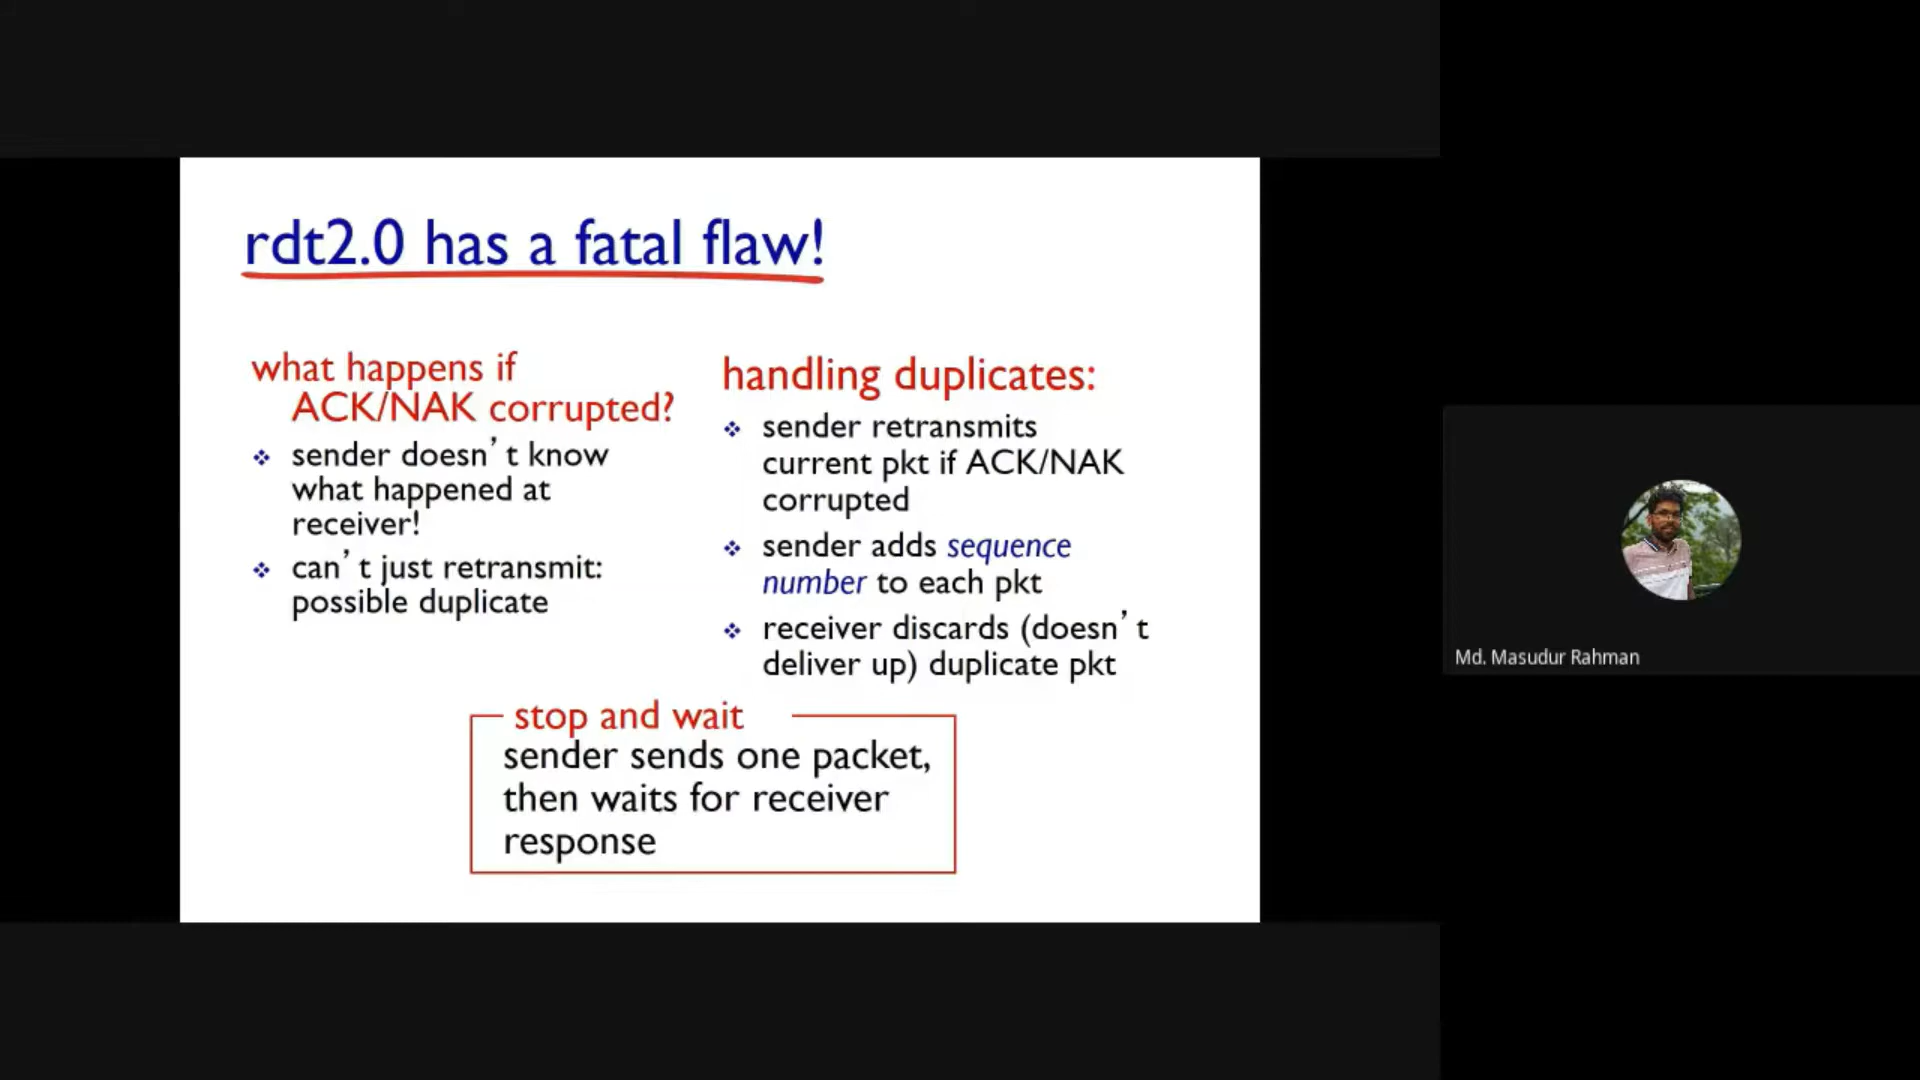 rdt2.0 has a fatal flaw!
what happens if
ACK/NAK corrupted?
❖ sender doesn’t know
what happened at
receiver!
❖ can’t just retransmit:
possible duplicate
handling duplicates:
❖ sender retransmits
current pkt if ACK/NAK
corrupted
❖ sender adds sequence
number to each pkt
❖ receiver discards (doesn’t
deliver up) duplicate pkt
stop and wait
sender sends one packet,
then waits for receiver
response
Md. Masudur Rahman